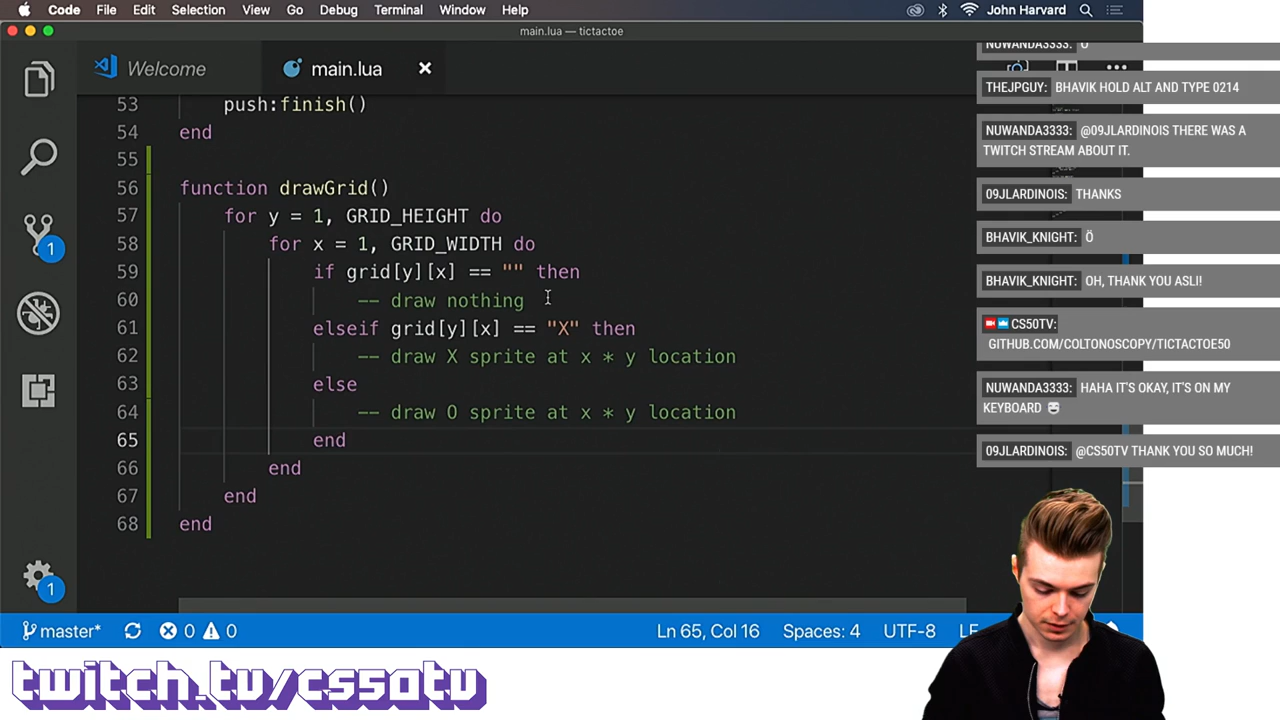 Code File Edit Selection View Go Debug Terminal Window Help John Harvard
main.lua — tictactoe
Welcome main.lua
53 push:finish()
54 end
55
56 function drawGrid()
57 for y = 1, GRID_HEIGHT do
58 for x = 1, GRID_WIDTH do
59 if grid[y][x] == "" then
60 -- draw nothing
61 elseif grid[y][x] == "X" then
62 -- draw X sprite at x * y location
63 else
64 -- draw O sprite at x * y location
65 end
66 end
67 end
68 end
1
1
master* 0 0 Ln 65, Col 16 Spaces: 4 UTF-8
NUWANDA3333:
THEJPGUY: BHAVIK HOLD ALT AND TYPE 0214
NUWANDA3333: @09JLARDINOIS THERE WAS A
TWITCH STREAM ABOUT IT.
09JLARDINOIS: THANKS
BHAVIK_KNIGHT: Ö
BHAVIK_KNIGHT: OH, THANK YOU ASLI!
CS50TV:
GITHUB.COM/COLTONOSCOPY/TICTACTOE50
NUWANDA3333: HAHA IT'S OKAY, IT'S ON MY
KEYBOARD
09JLARDINOIS: @CS50TV THANK YOU SO MUCH!
twitch.tv/cs50tv